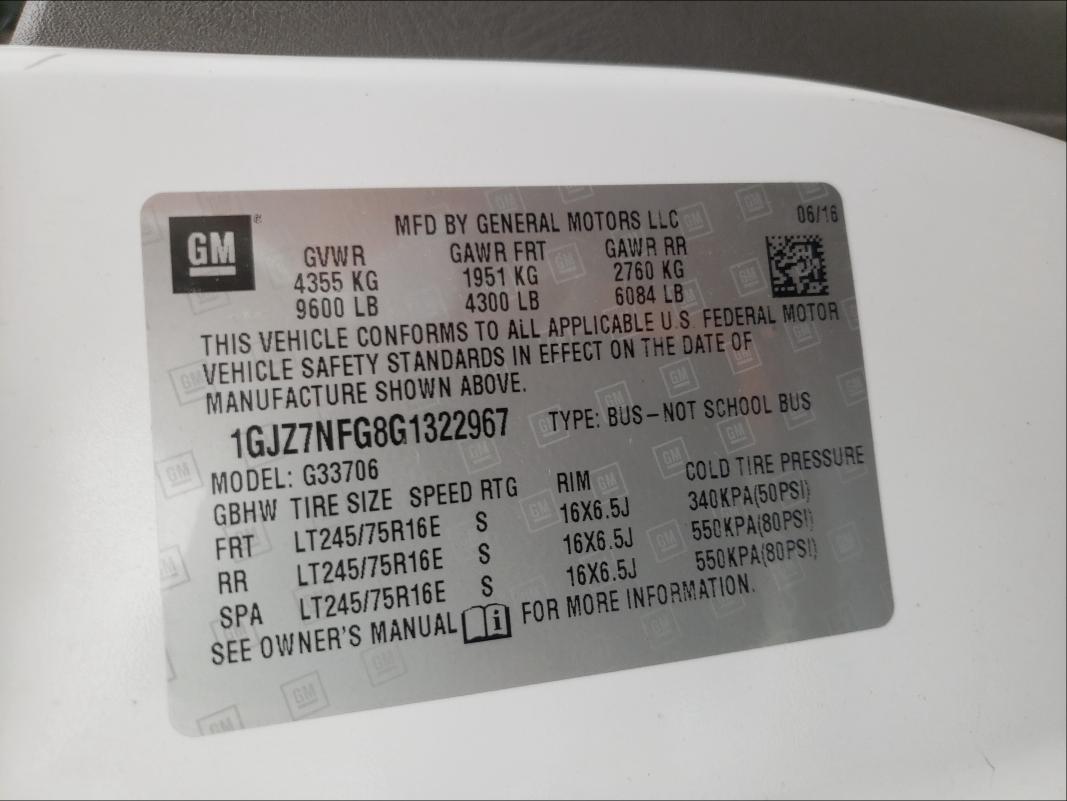 GM®
MFD BY GENERAL MOTORS LLC 06/16
GVWR GAWR FRT GAWR RR
4355 KG 1951 KG 2760 KG
9600 LB 4300 LB 6084 LB
THIS VEHICLE CONFORMS TO ALL APPLICABLE U.S. FEDERAL MOTOR
VEHICLE SAFETY STANDARDS IN EFFECT ON THE DATE OF
MANUFACTURE SHOWN ABOVE.
1GJZ7NFG8G1322967 TYPE: BUS-NOT SCHOOL BUS
MODEL: G33706
GBHW TIRE SIZE SPEED RTG RIM COLD TIRE PRESSURE
FRT LT245/75R16E S 16X6.5J 340KPA(50PSI)
RR LT245/75R16E S 16X6.5J 550KPA(80PSI)
SPA LT245/75R16E S 16X6.5J 550KPA(80PSI)
SEE OWNER'S MANUAL i FOR MORE INFORMATION.